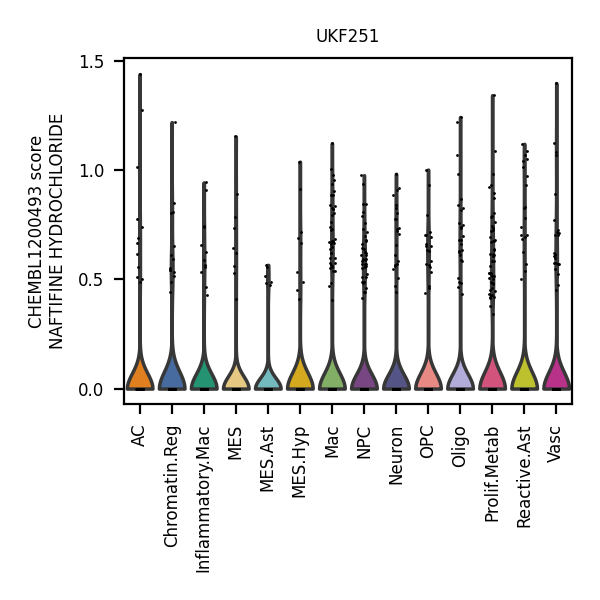 UKF251
CHEMBL1200493 score
NAFTIFINE HYDROCHLORIDE
1.5
1.0
0.5
0.0
AC
Chromatin.Reg
Inflammatory.Mac
MES
MES.Ast
MES.Hyp
Mac
NPC
Neuron
OPC
Oligo
Prolif.Metab
Reactive.Ast
Vasc